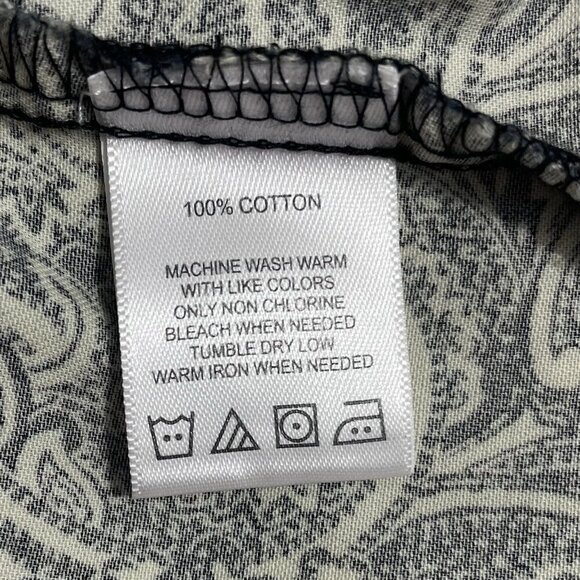 100% COTTON
MACHINE WASH WARM
WITH LIKE COLORS
ONLY NON CHLORINE
BLEACH WHEN NEEDED
TUMBLE DRY LOW
WARM IRON WHEN NEEDED